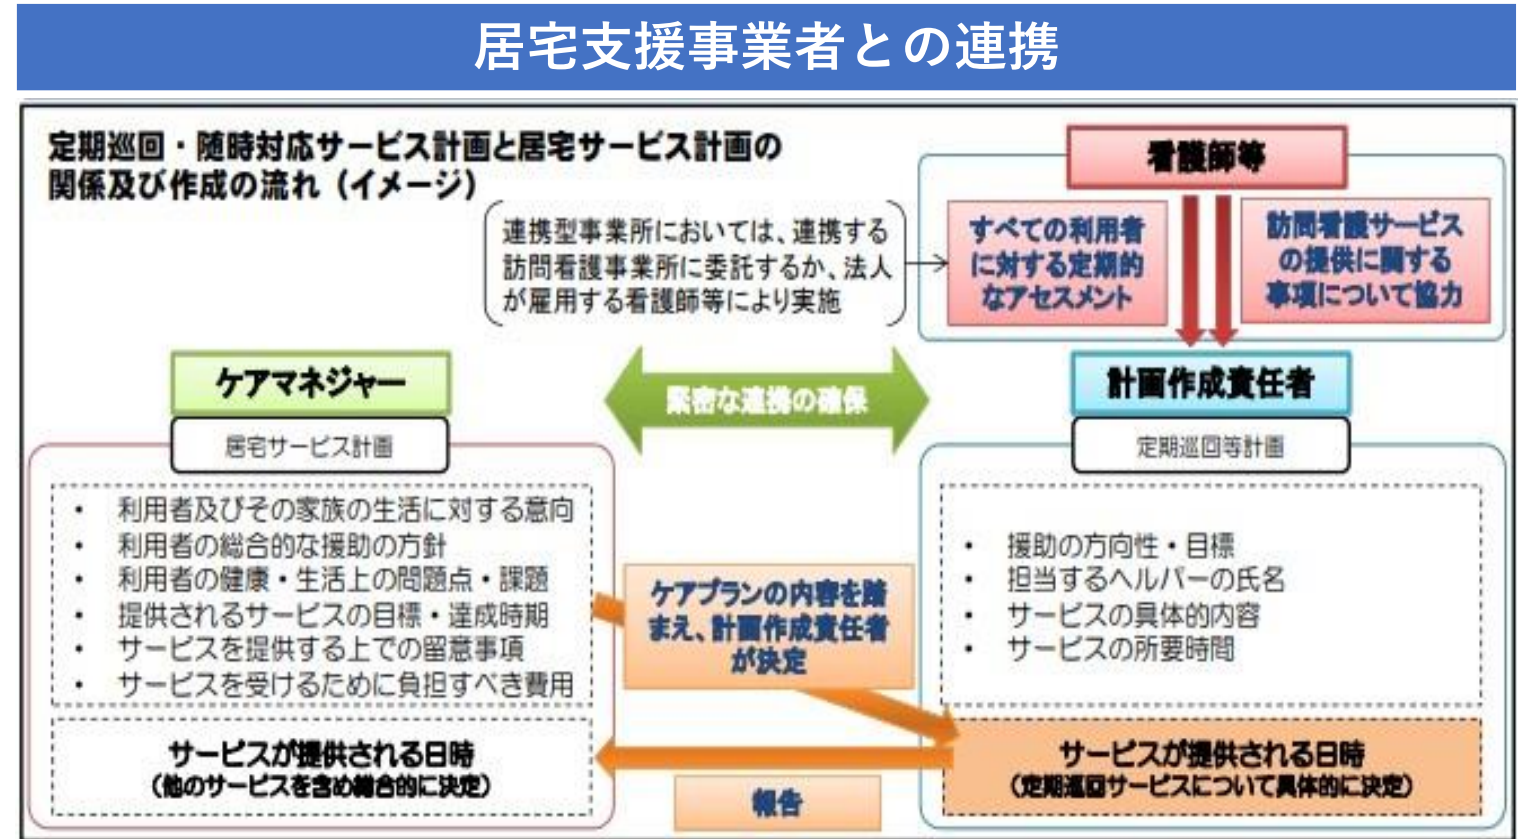 居宅支援事業者との連携
定期巡回・随時対応サービス計画と居宅サービス計画の
関係及び作成の流れ（イメージ）
連携型事業所においては、連携する
訪問看護事業所に委託するか、法人
が雇用する看護師等により実施
看護師等
すべての利用者
に対する定期的
なアセスメント
訪問看護サービス
の提供に関する
事項について協力
ケアマネジャー
居宅サービス計画
緊密な連携の確保
計画作成責任者
定期巡回等計画
・ 利用者及びその家族の生活に対する意向
・ 利用者の総合的な援助の方針
・ 利用者の健康・生活上の問題点・課題
・ 提供されるサービスの目標・達成時期
・ サービスを提供する上での留意事項
・ サービスを受けるために負担すべき費用
サービスが提供される日時
（他のサービスを含め総合的に決定）
ケアプランの内容を踏
まえ、計画作成責任者
が決定
報告
・ 援助の方向性・目標
・ 担当するヘルパーの氏名
・ サービスの具体的内容
・ サービスの所要時間
サービスが提供される日時
（定期巡回サービスについて具体的に決定）